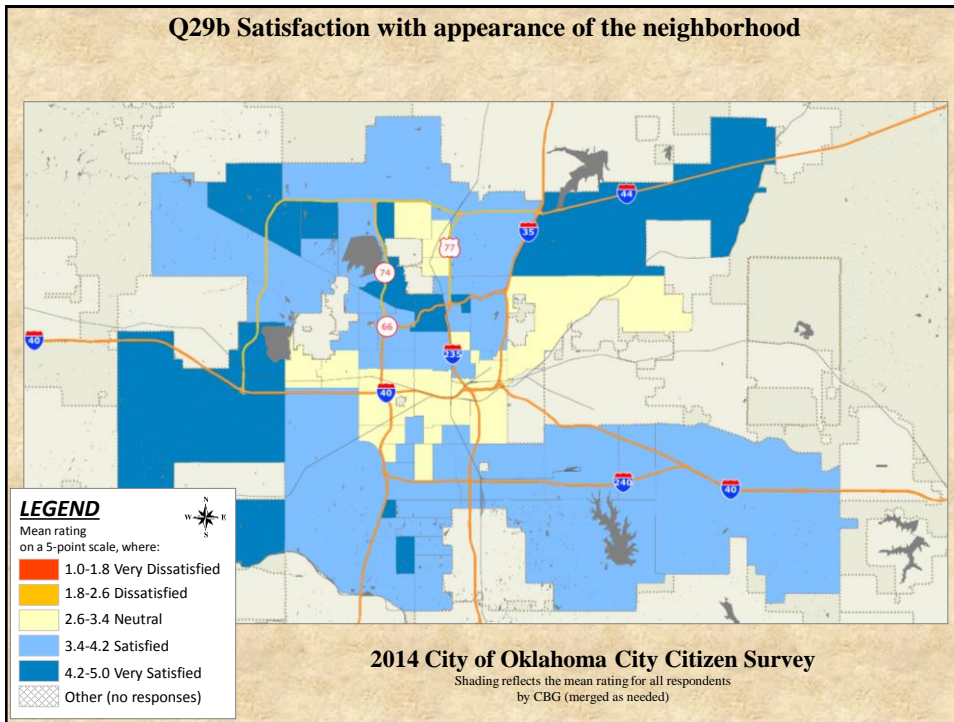 Q29b Satisfaction with appearance of the neighborhood
44
35
77
74
66
40
235
40
240
40
LEGEND
N
W E
S
Mean rating
on a 5-point scale, where:
1.0-1.8 Very Dissatisfied
1.8-2.6 Dissatisfied
2.6-3.4 Neutral
3.4-4.2 Satisfied
4.2-5.0 Very Satisfied
Other (no responses)
2014 City of Oklahoma City Citizen Survey
Shading reflects the mean rating for all respondents
by CBG (merged as needed)